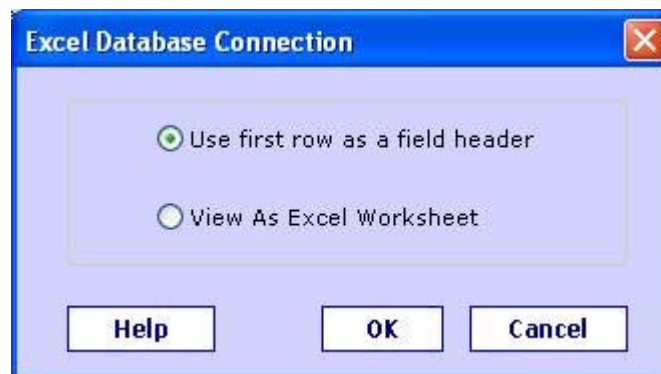 Excel Database Connection
Use first row as a field header
View As Excel Worksheet
Help OK Cancel